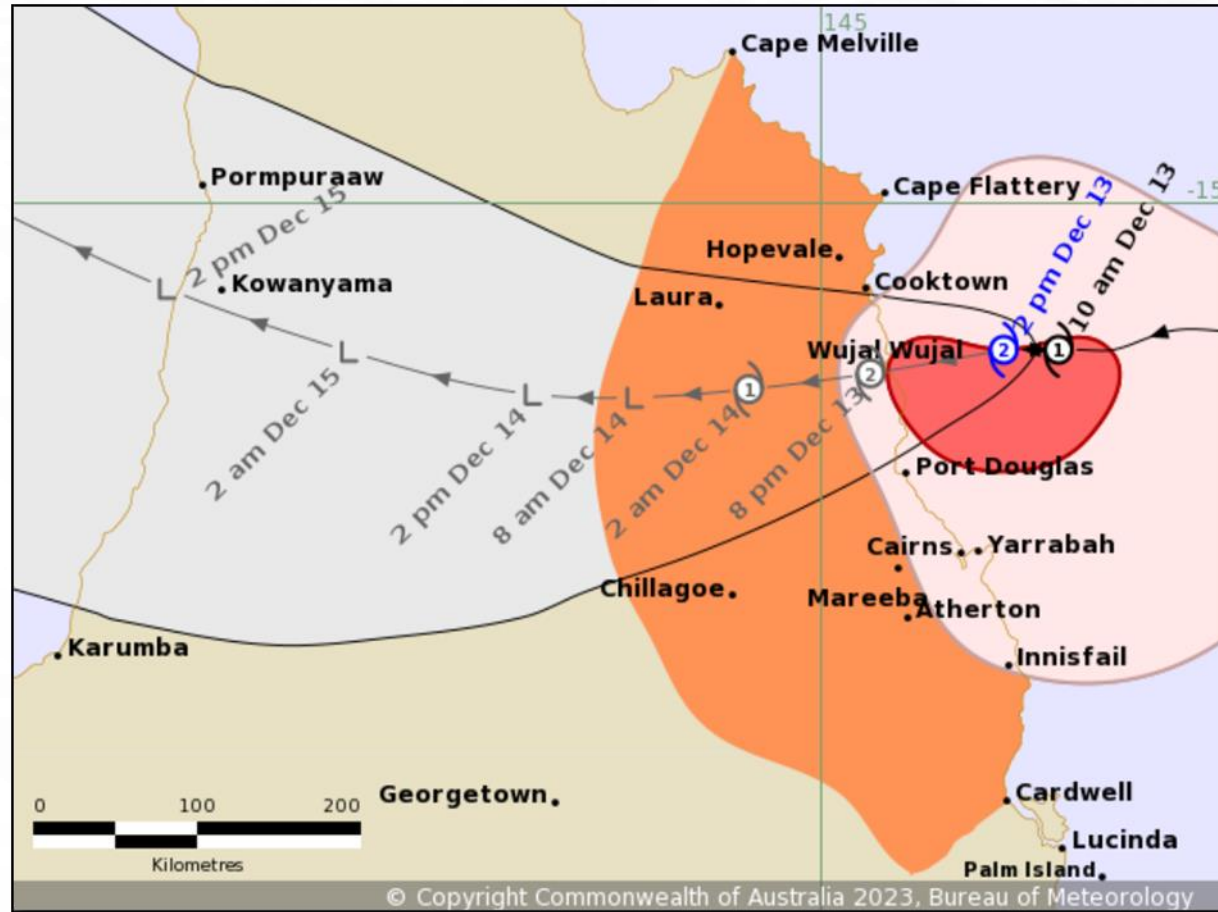 145
Cape Melville
Pormpuraaw
Cape Flattery
-15
2 pm Dec 15
2 pm Dec 13
10 am Dec 13
Hopevale
Kowanyama
Cooktown
Laura
Wujal Wujal
2
1
2
1
L
L
L
L
2 am Dec 15
2 pm Dec 14
8 am Dec 14
2 am Dec 14
8 pm Dec 13
Port Douglas
Cairns
Yarrabah
Chillagoe
Mareeba
Atherton
Karumba
Innisfail
Georgetown
Cardwell
0 100 200
Kilometres
Lucinda
Palm Island
© Copyright Commonwealth of Australia 2023, Bureau of Meteorology